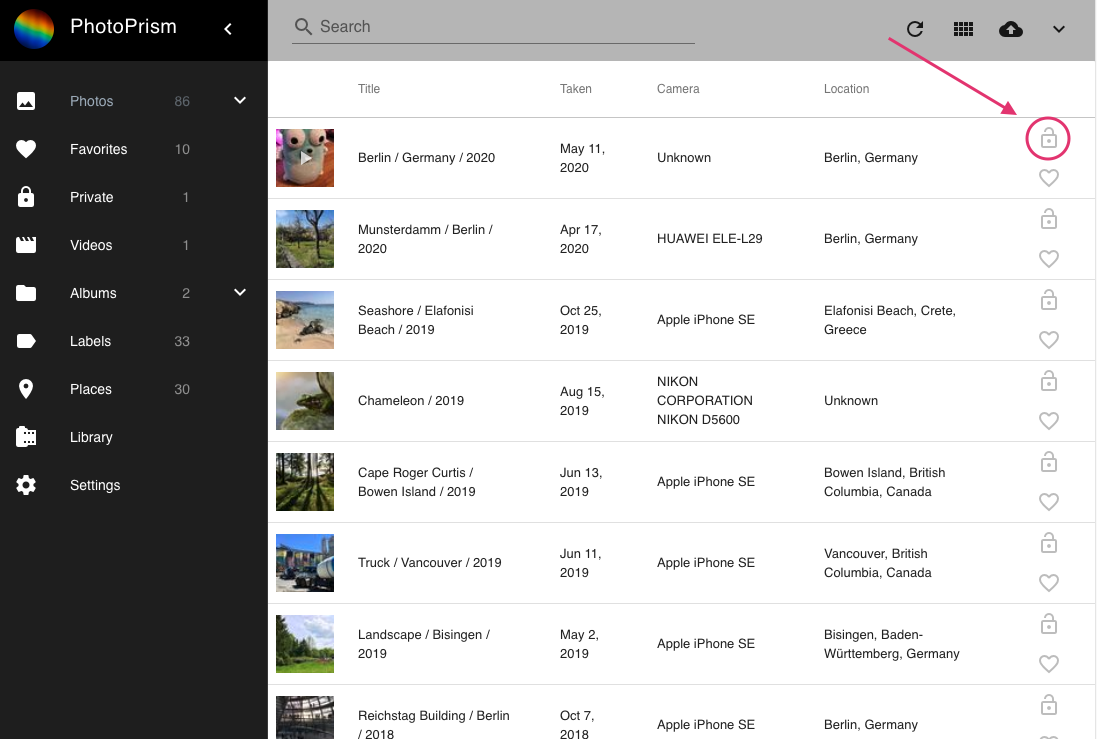 PhotoPrism
Search
Photos 86
Favorites 10
Private 1
Videos 1
Albums 2
Labels 33
Places 30
Library
Settings
Title Taken Camera Location
Berlin / Germany / 2020
May 11,
2020
Unknown
Berlin, Germany
Munsterdamm / Berlin /
2020
Apr 17,
2020
HUAWEI ELE-L29
Berlin, Germany
Seashore / Elafonisi
Beach / 2019
Oct 25,
2019
Apple iPhone SE
Elafonisi Beach, Crete,
Greece
Chameleon / 2019
Aug 15,
2019
NIKON
CORPORATION
NIKON D5600
Unknown
Cape Roger Curtis /
Bowen Island / 2019
Jun 13,
2019
Apple iPhone SE
Bowen Island, British
Columbia, Canada
Truck / Vancouver / 2019
Jun 11,
2019
Apple iPhone SE
Vancouver, British
Columbia, Canada
Landscape / Bisingen /
2019
May 2,
2019
Apple iPhone SE
Bisingen, Baden-
Württemberg, Germany
Reichstag Building / Berlin
/ 2018
Oct 7,
2018
Apple iPhone SE
Berlin, Germany